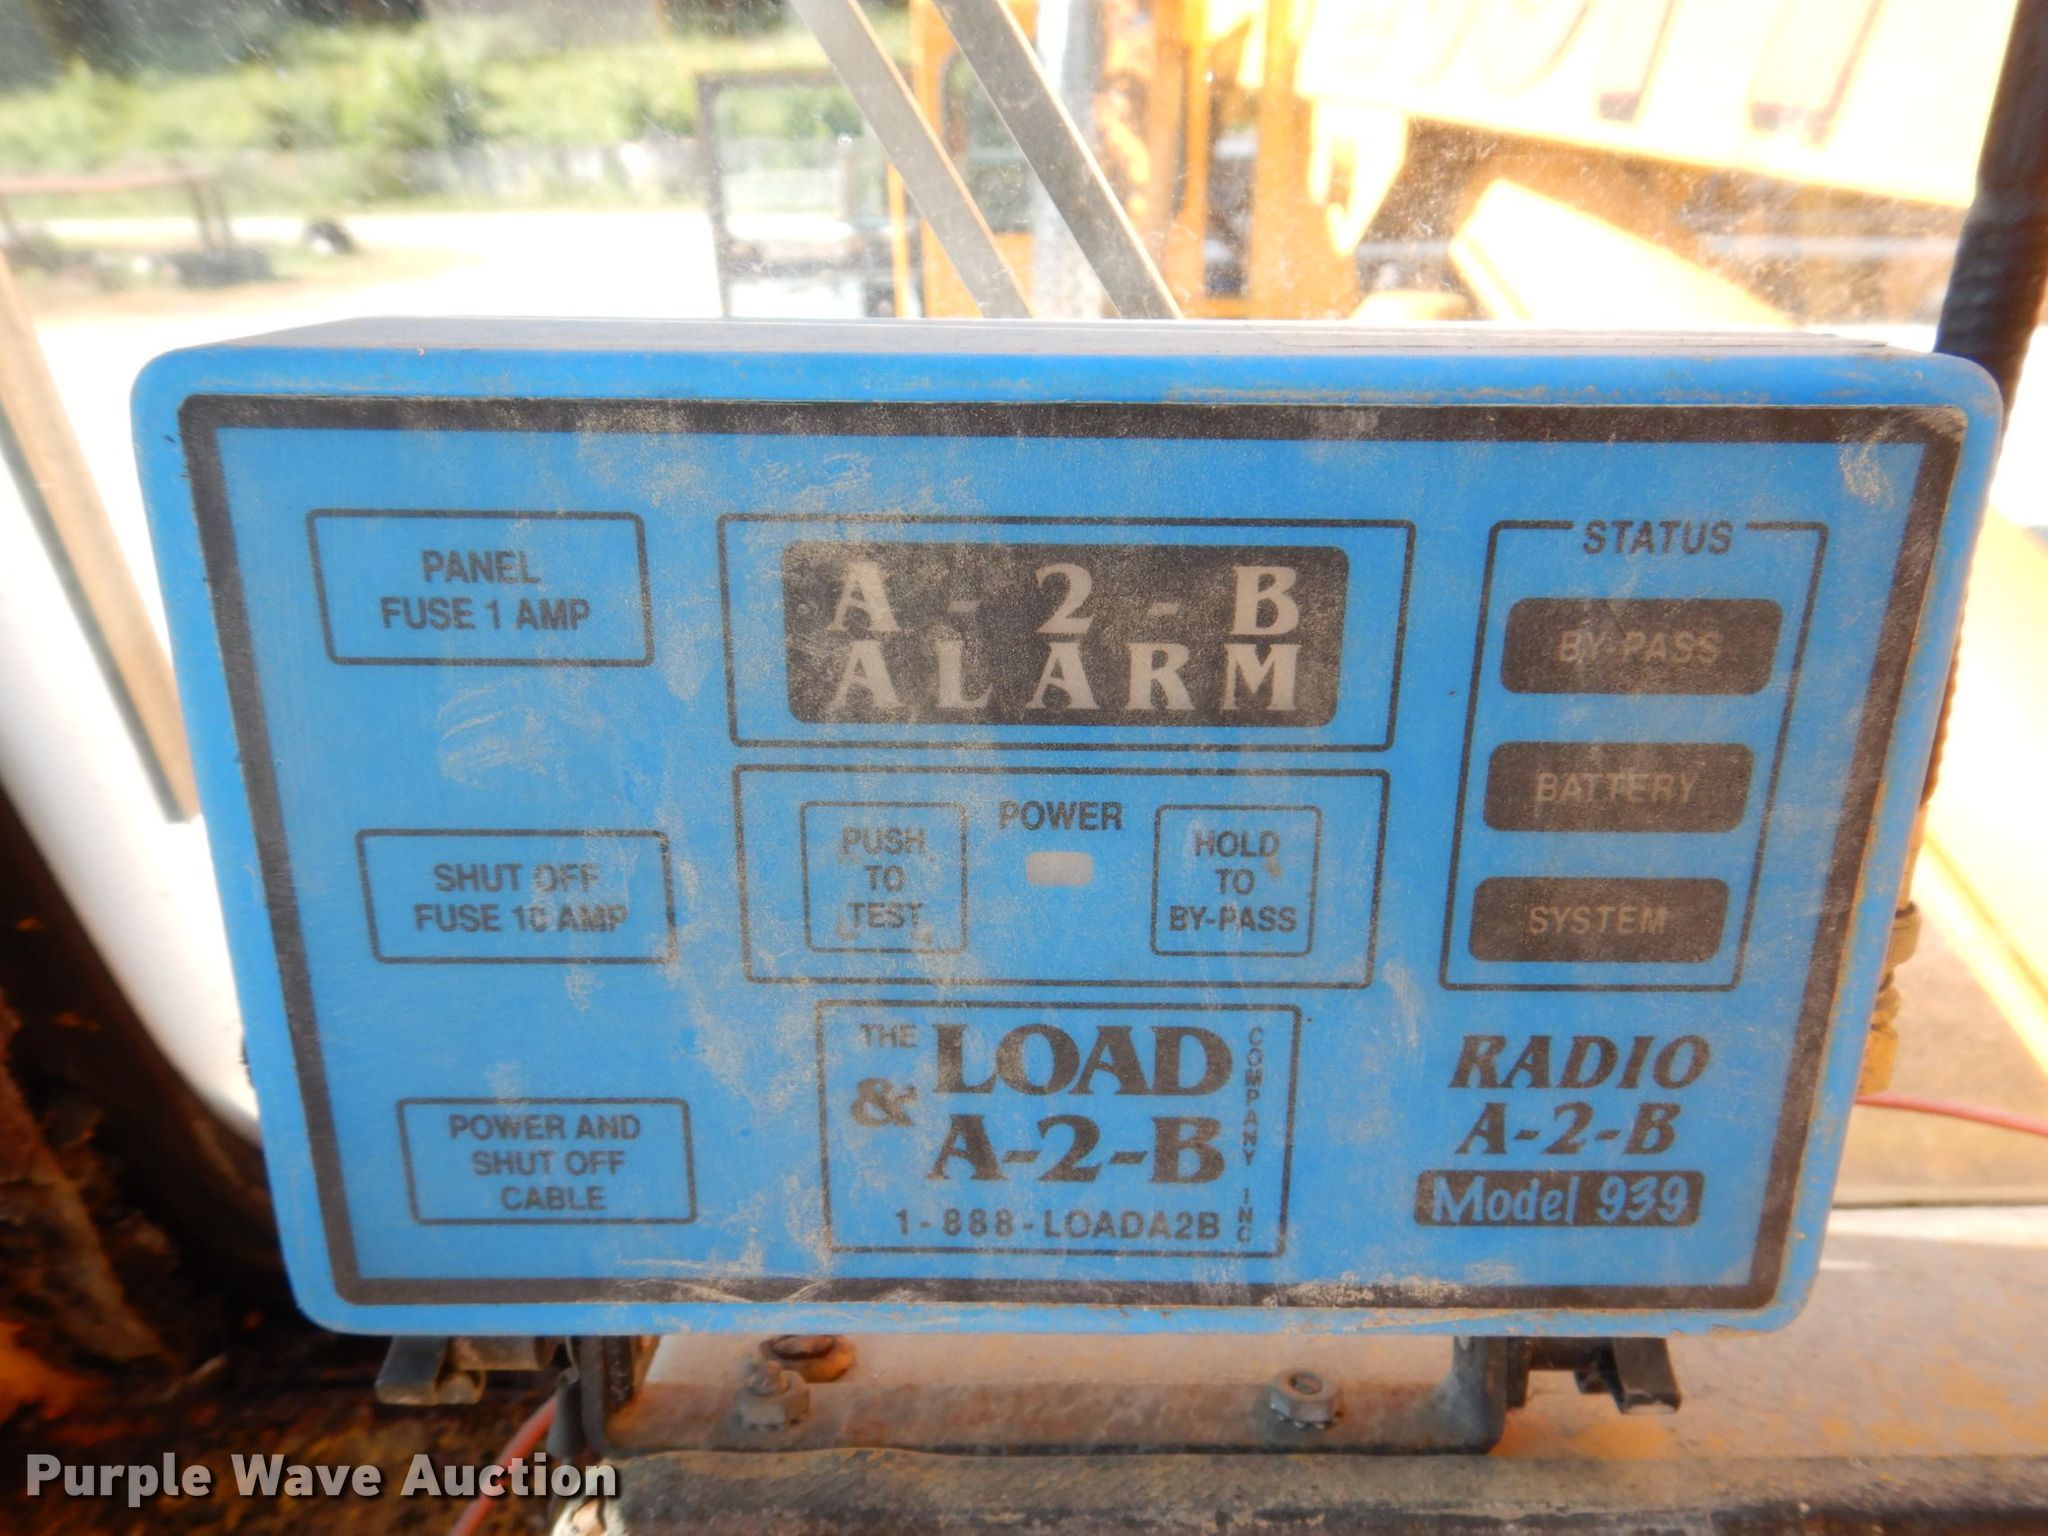 PANEL
FUSE 1 AMP
SHUT OFF
FUSE 10 AMP
POWER AND
SHUT OFF
CABLE
A-2-B
ALARM
POWER
PUSH
TO
TEST
HOLD
TO
BY-PASS
THE LOAD
& A-2-B
COMPANY INC
1-888-LOADA2B
STATUS
BY-PASS
BATTERY
SYSTEM
RADIO
A-2-B
Model 939
Purple Wave Auction